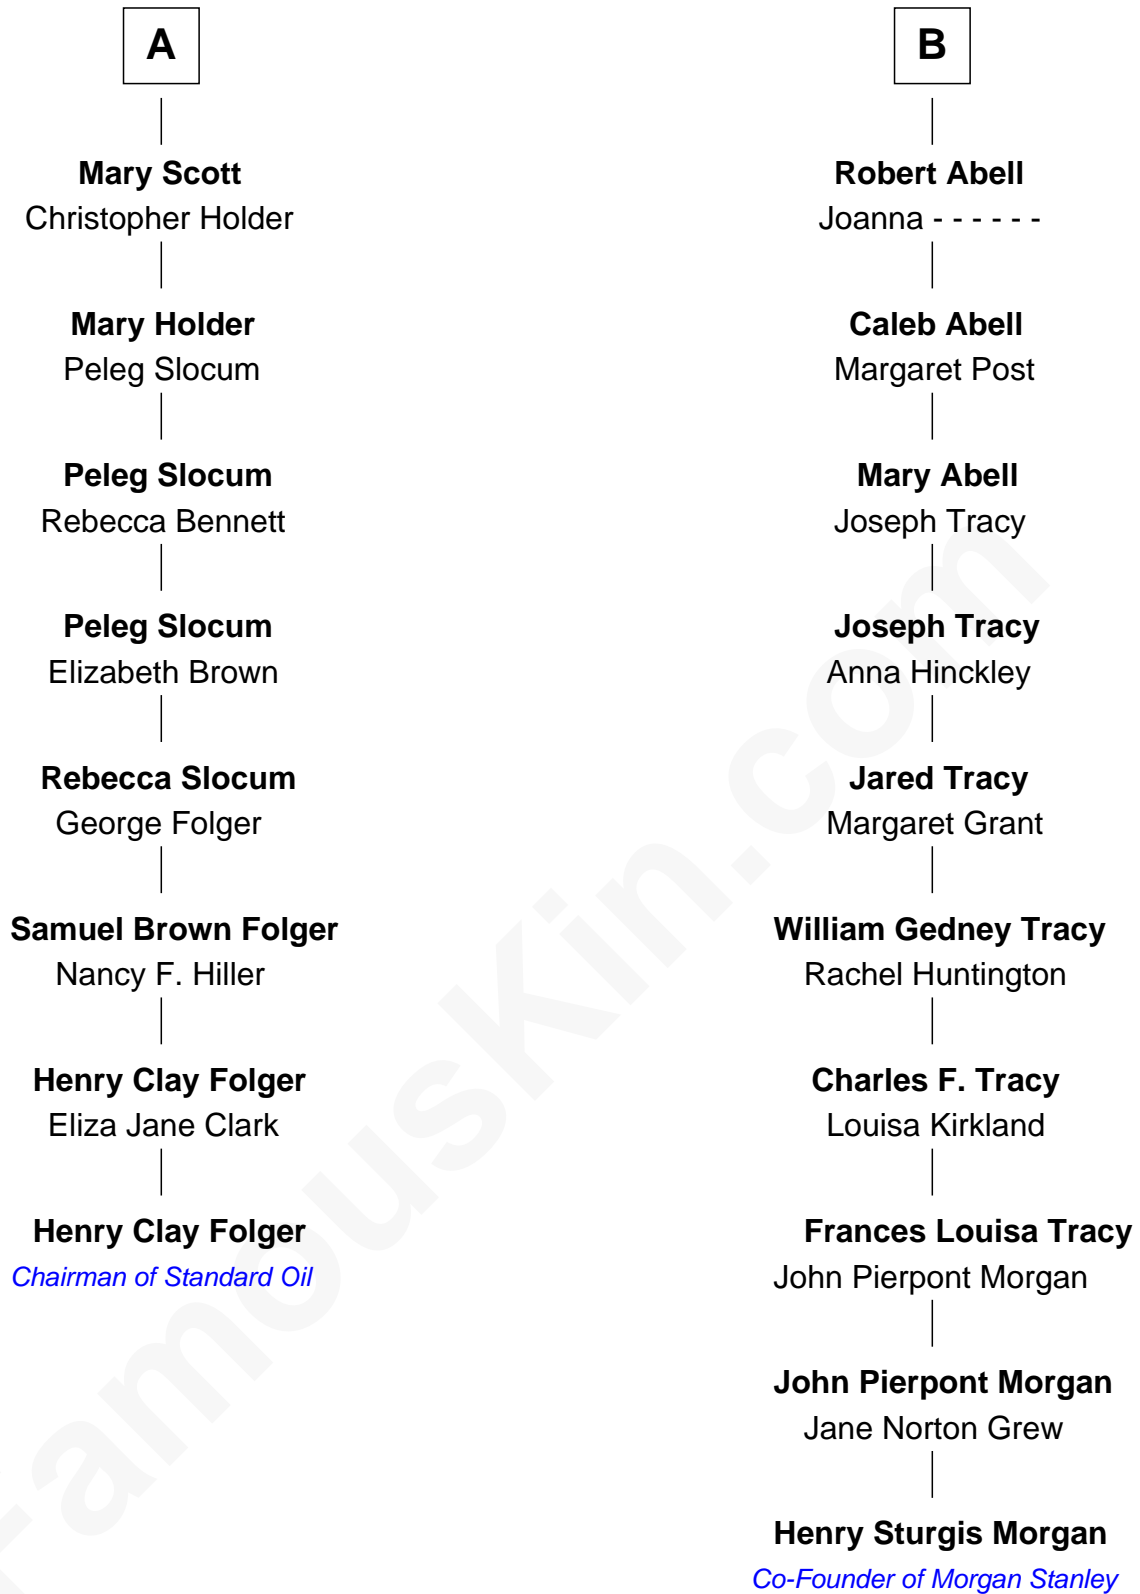 A
Mary Scott
Christopher Holder
Mary Holder
Peleg Slocum
Peleg Slocum
Rebecca Bennett
Peleg Slocum
Elizabeth Brown
Rebecca Slocum
George Folger
Samuel Brown Folger
Nancy F. Hiller
Henry Clay Folger
Eliza Jane Clark
Henry Clay Folger
Chairman of Standard Oil
B
Robert Abell
Joanna - - - - - -
Caleb Abell
Margaret Post
Mary Abell
Joseph Tracy
Joseph Tracy
Anna Hinckley
Jared Tracy
Margaret Grant
William Gedney Tracy
Rachel Huntington
Charles F. Tracy
Louisa Kirkland
Frances Louisa Tracy
John Pierpont Morgan
John Pierpont Morgan
Jane Norton Grew
Henry Sturgis Morgan
Co-Founder of Morgan Stanley
FamousKin.com